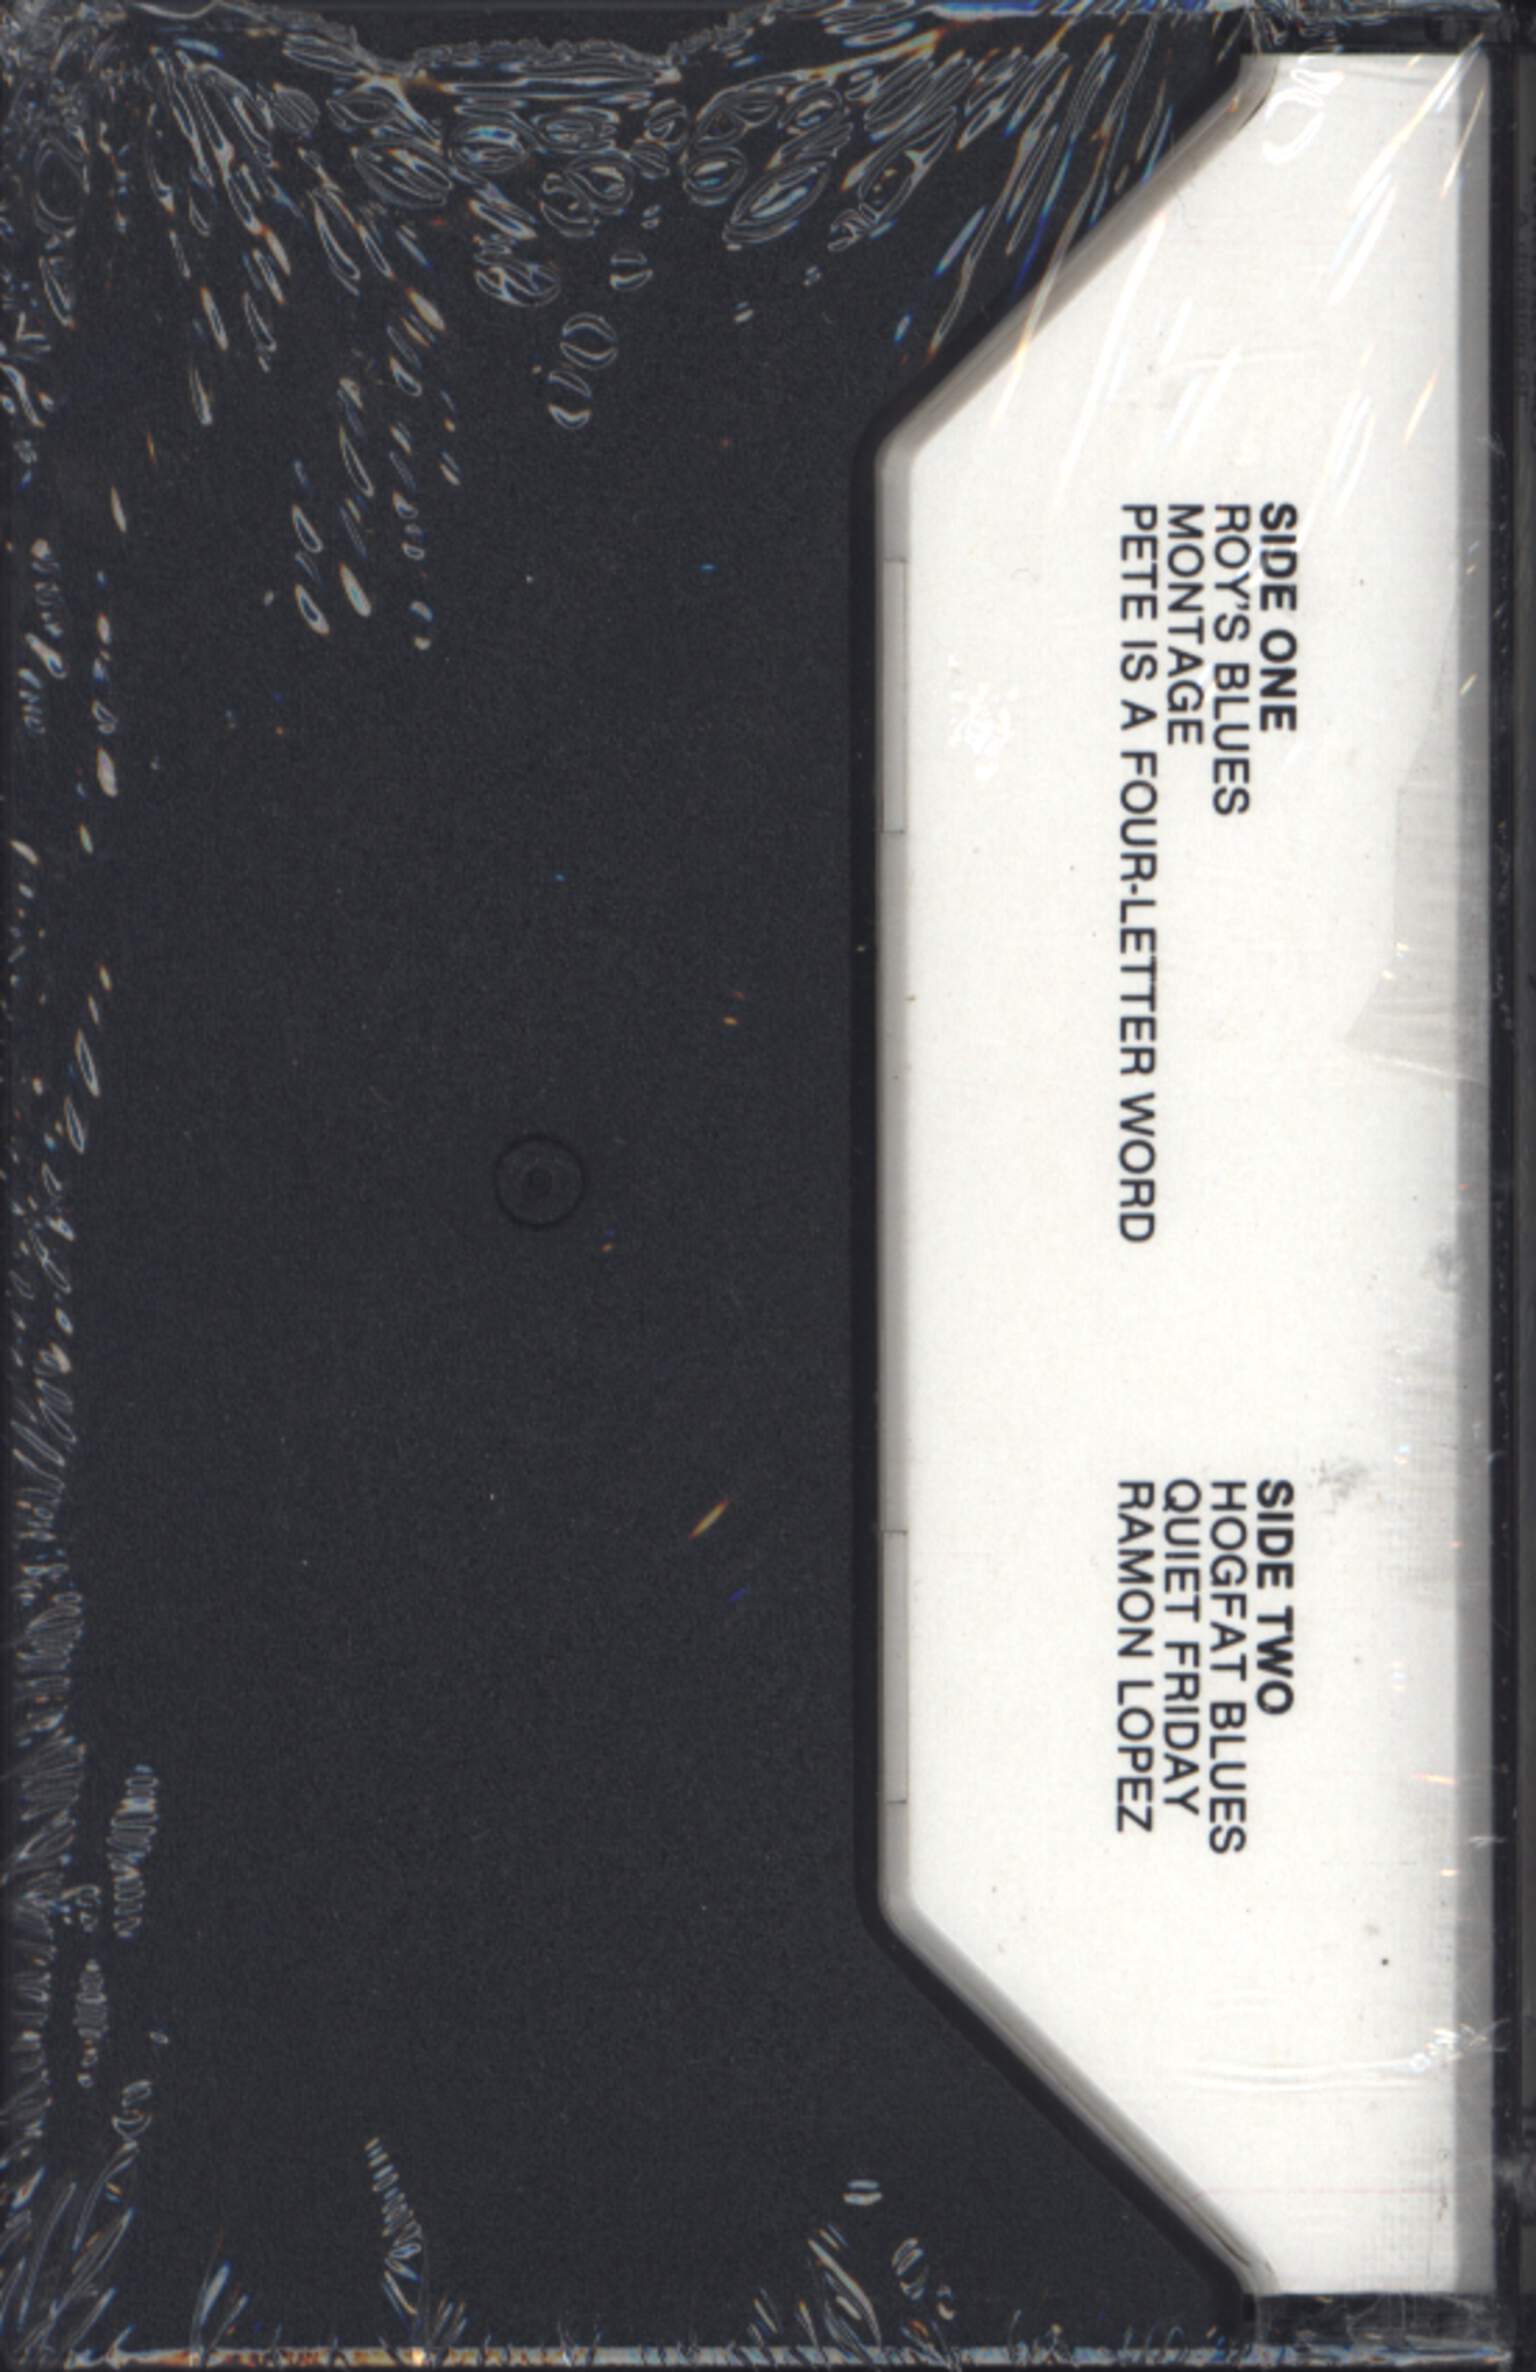 SIDE ONE
ROY'S BLUES
MONTAGE
PETE IS A FOUR-LETTER WORD
SIDE TWO
HOGFAT BLUES
QUIET FRIDAY
RAMON LOPEZ